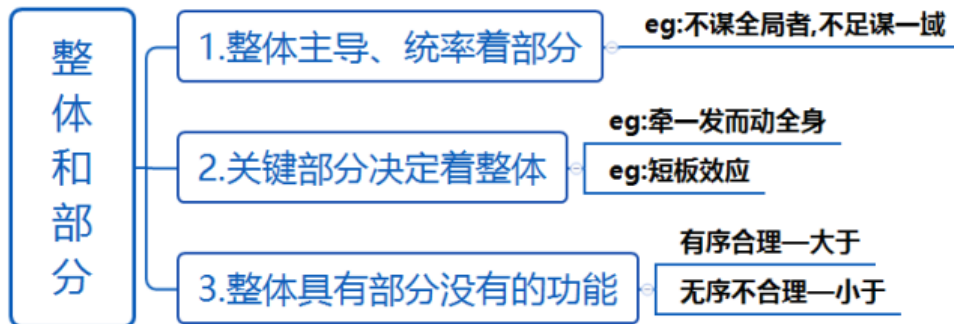 整体和部分
1.整体主导、统率着部分
eg:不谋全局者,不足谋一域
2.关键部分决定着整体
eg:牵一发而动全身
eg:短板效应
3.整体具有部分没有的功能
有序合理—大于
无序不合理—小于